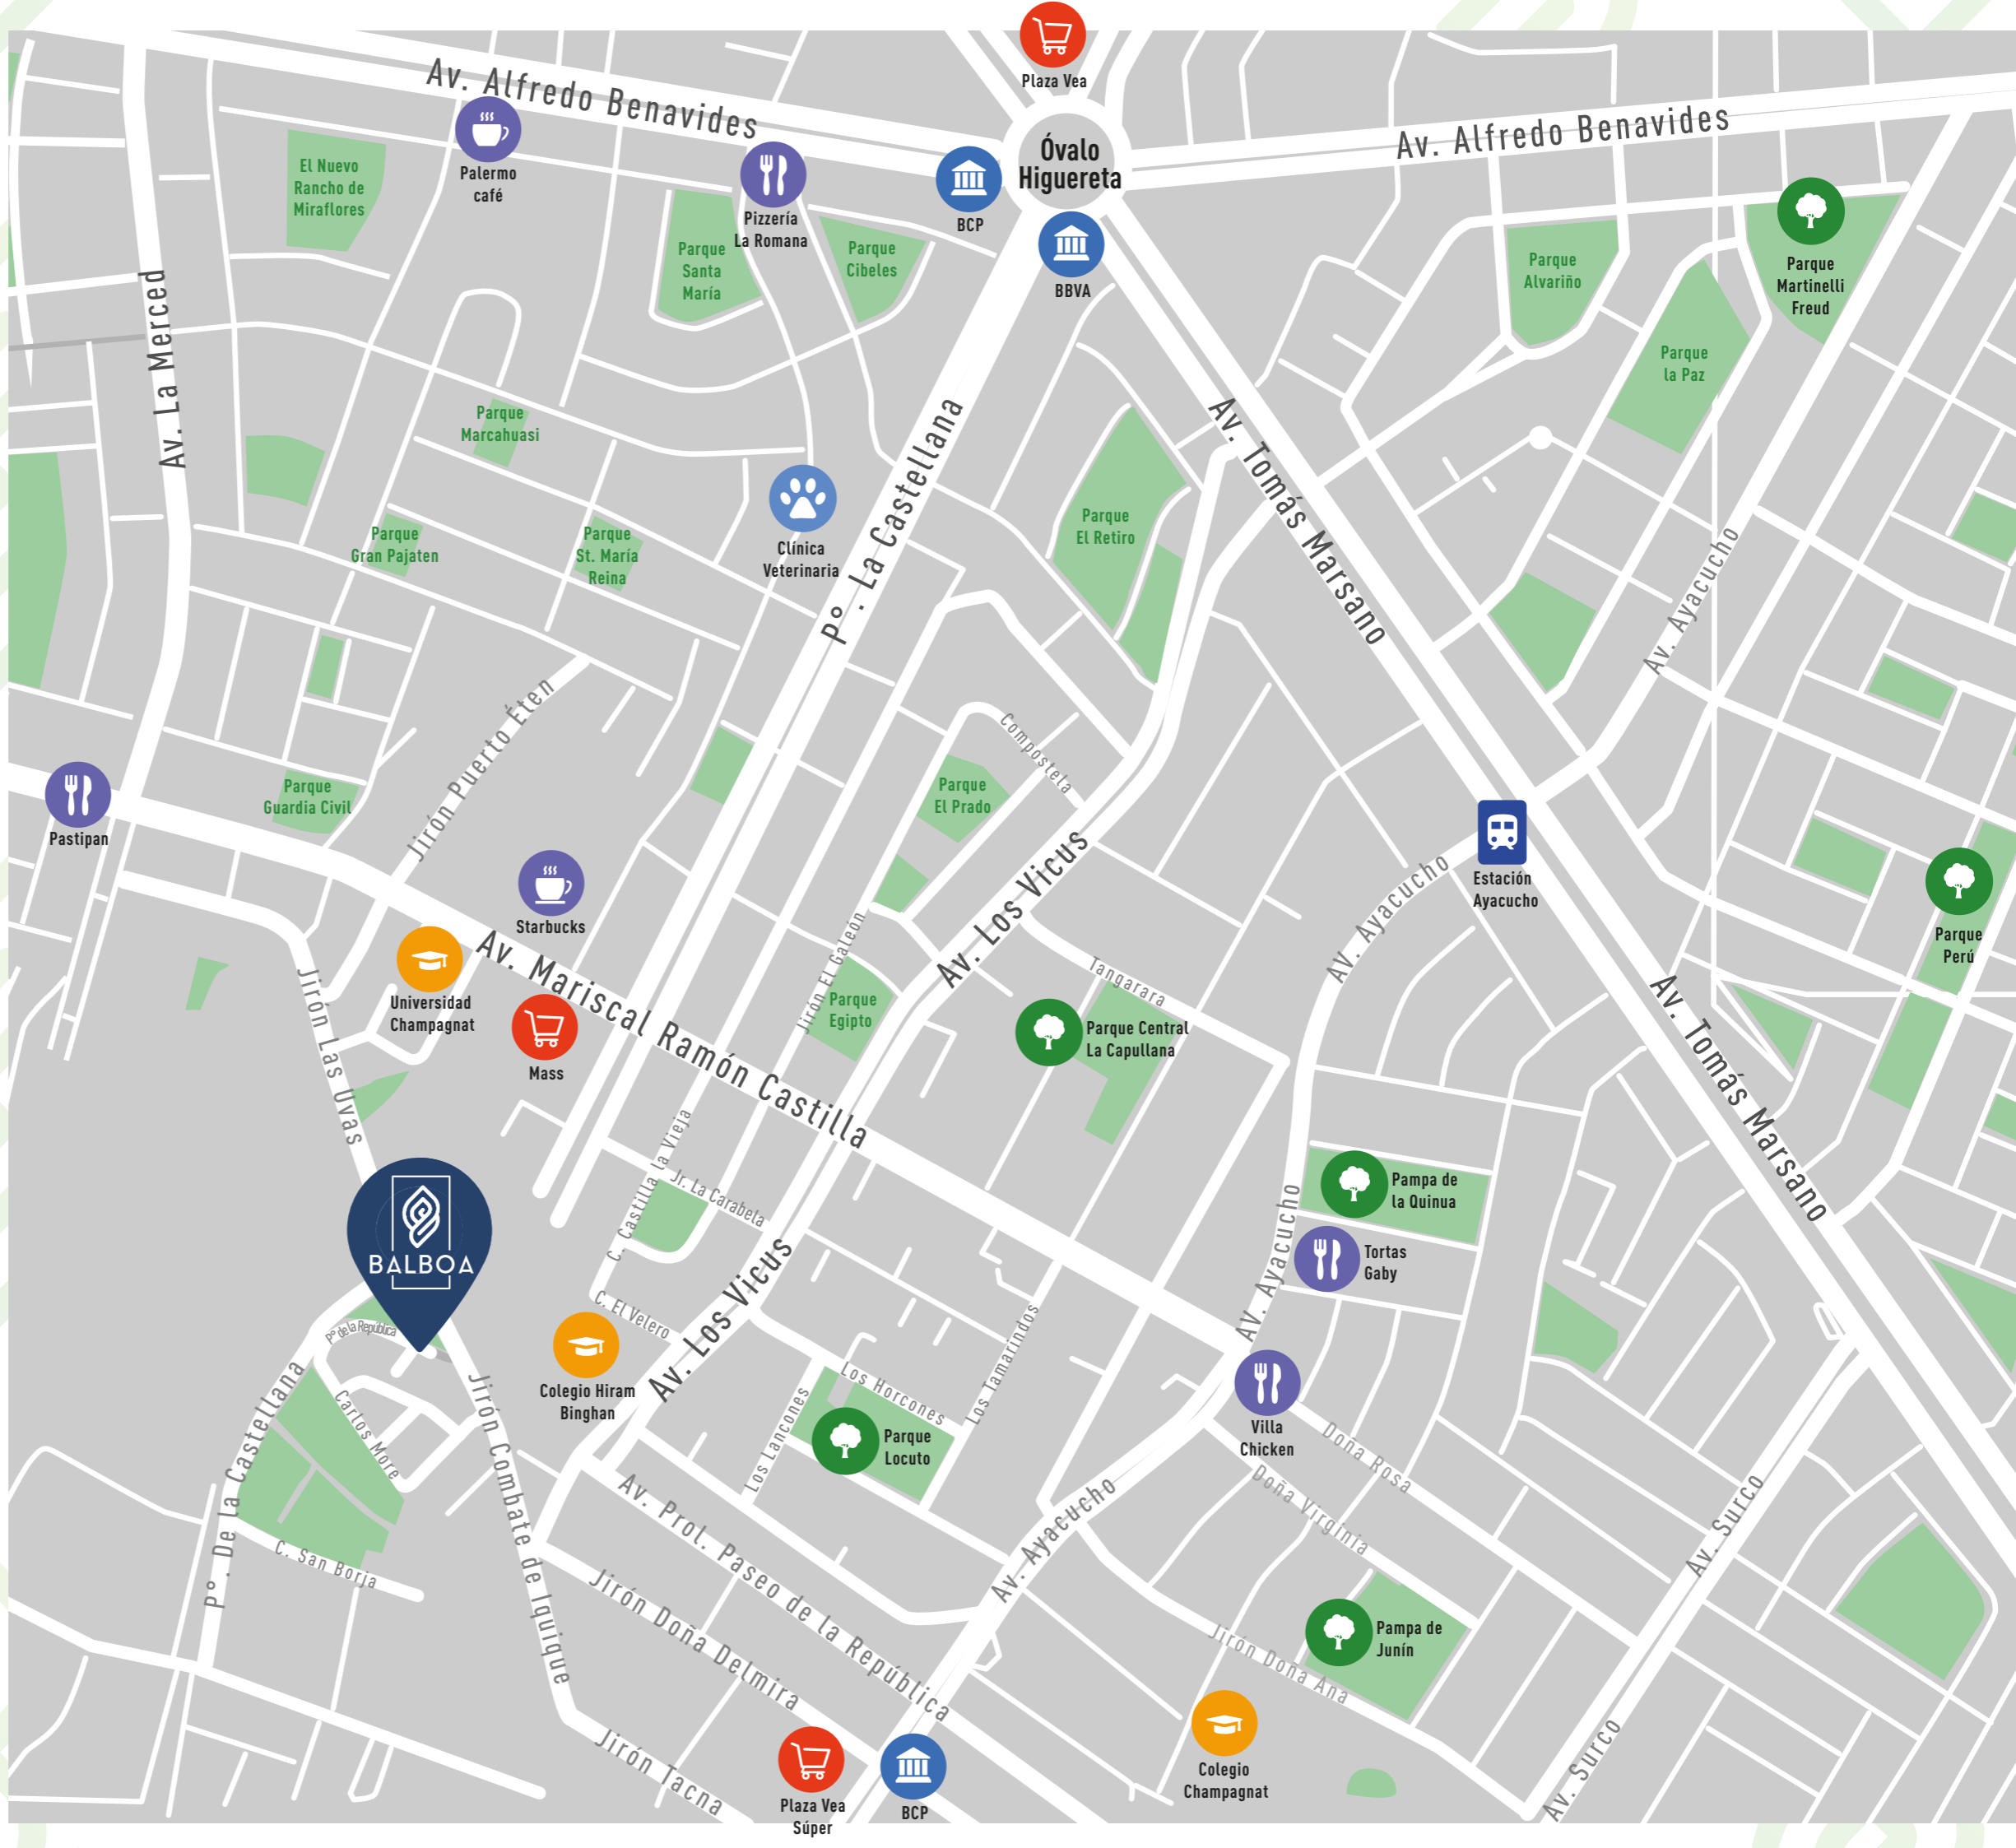 Plaza Vea
Av. Alfredo Benavides
Av. Alfredo Benavides
Óvalo
Higuereta
El Nuevo
Rancho de
Miraflores
Palermo
café
Pizzería
La Romana
BCP
BBVA
Parque
Santa
María
Parque
Cibeles
Parque
Alvariño
Parque
Martinelli
Freud
Parque
la Paz
Av. La Merced
Parque
Marcahuasi
Pº. La Castellana
Av. Tomás Marsano
Parque
Gran Pajaten
Parque
St. María
Reina
Clínica
Veterinaria
Parque
El Retiro
Av. Ayacucho
Jirón Puerto Éten
Compostela
Parque
El Prado
Parque
Guardia Civil
Pastipan
Starbucks
Av. Los Vicus
Estación
Ayacucho
AV. Ayacucho
Parque
Perú
Universidad
Champagnat
Av. Mariscal Ramón Castilla
Jirón El Galeón
Parque
Egipto
Tangarara
Parque Central
La Capullana
Av. Tomás Marsano
Jirón Las Uvas
Mass
C. Castilla la Vieja
Jr. La Carabela
Pampa de
la Quinua
AV. Ayacucho
Tortas
Gaby
BALBOA
Pº de la República
C. El Velero
Av. Los Vicus
Colegio Hiram
Binghan
Los Horcones
Los Tamarindos
Los Lancones
Parque
Locuto
Villa
Chicken
Doña Rosa
Doña Virginia
Pº. De la Castellana
Carlos More
Jirón Combate de Iquique
C. San Borja
Av. Prol. Paseo de la República
Av. Ayacucho
Av. Surco
Jirón Doña Delmira
Jirón Doña Ana
Pampa de
Junín
Jirón Tacna
Plaza Vea
Súper
BCP
Colegio
Champagnat
Av. Surco